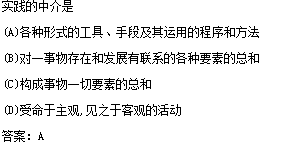 实践的中介是
(A)各种形式的工具、手段及其运用的程序和方法
(B)对一事物存在和发展有联系的各种要素的总和
(C)构成事物一切要素的总和
(D)受命于主观,见之于客观的活动
答案: A